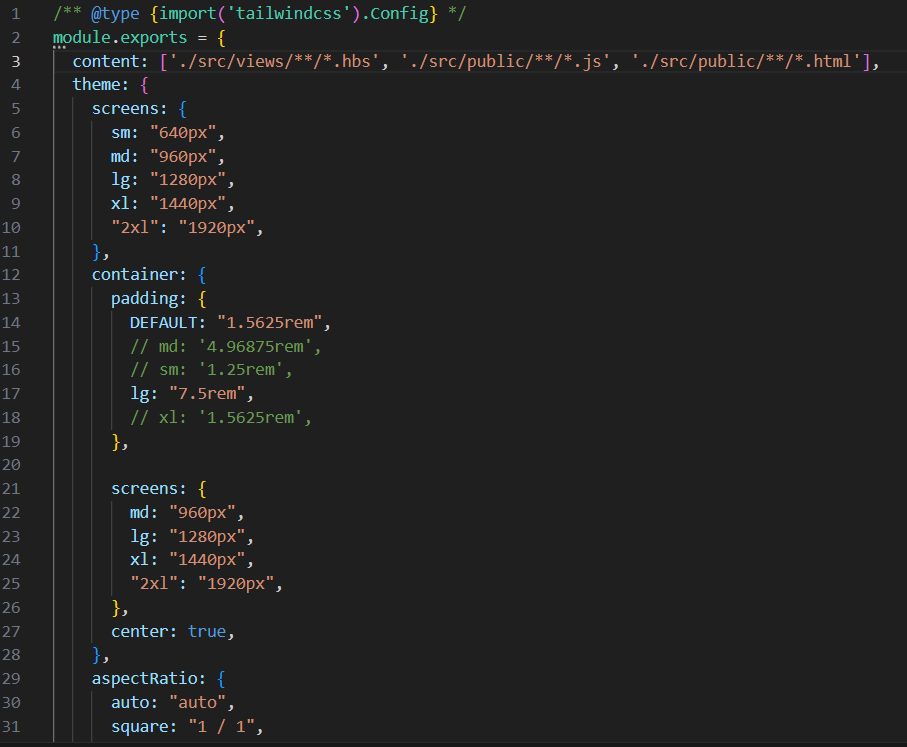 1 /** @type {import('tailwindcss').Config} */
2 module.exports = {
3   content: ['./src/views/**/*.hbs', './src/public/**/*.js', './src/public/**/*.html'],
4   theme: {
5     screens: {
6       sm: "640px",
7       md: "960px",
8       lg: "1280px",
9       xl: "1440px",
10       "2xl": "1920px",
11     },
12     container: {
13       padding: {
14         DEFAULT: "1.5625rem",
15         // md: '4.96875rem',
16         // sm: '1.25rem',
17         lg: "7.5rem",
18         // xl: '1.5625rem',
19       },
20
21       screens: {
22         md: "960px",
23         lg: "1280px",
24         xl: "1440px",
25         "2xl": "1920px",
26       },
27       center: true,
28     },
29     aspectRatio: {
30       auto: "auto",
31       square: "1 / 1",